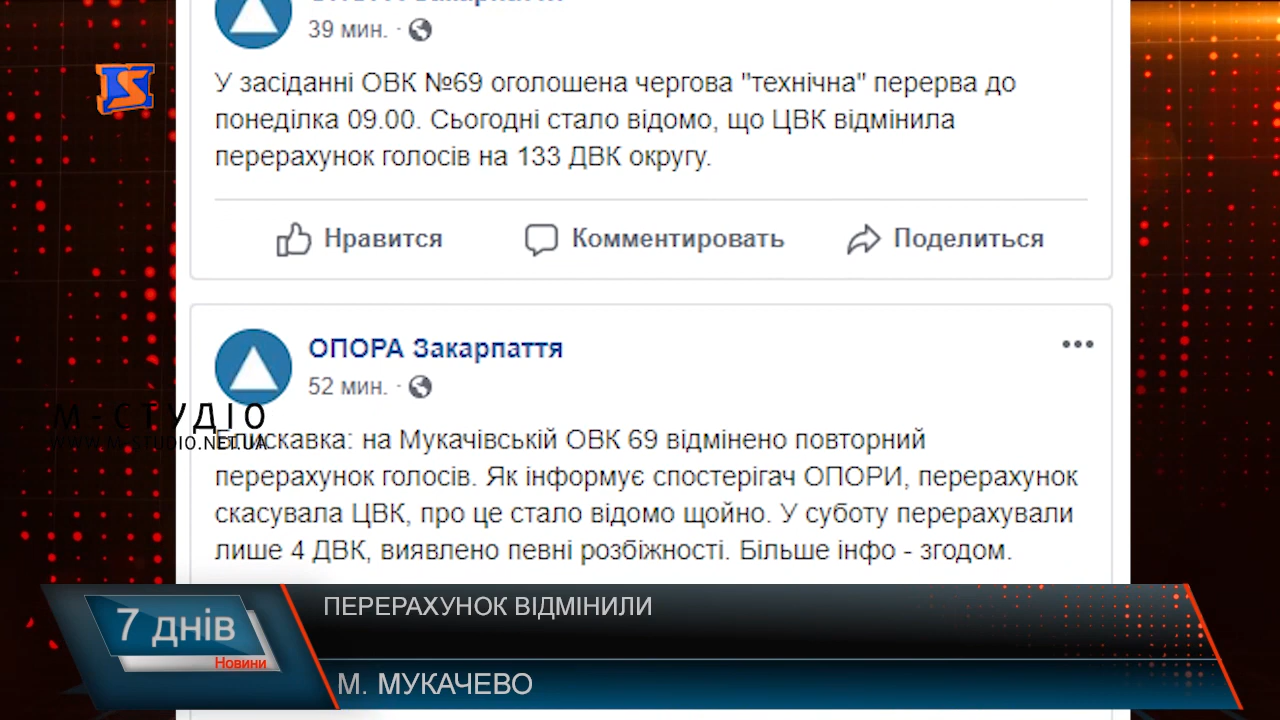 39 мин. ·
У засіданні ОВК №69 оголошена чергова "технічна" перерва до
понеділка 09.00. Сьогодні стало відомо, що ЦВК відмінила
перерахунок голосів на 133 ДВК округу.
Нравится Комментировать Поделиться
ОПОРА Закарпаття
52 мин. ·
М-СТУДІО
WWW.M-STUDIO.NET.UA
на Мукачівській ОВК 69 відмінено повторний
перерахунок голосів. Як інформує спостерігач ОПОРИ, перерахунок
скасувала ЦВК, про це стало відомо щойно. У суботу перерахували
лише 4 ДВК, виявлено певні розбіжності. Більше інфо - згодом.
7 днів
Новини
ПЕРЕРАХУНОК ВІДМІНИЛИ
М. МУКАЧЕВО